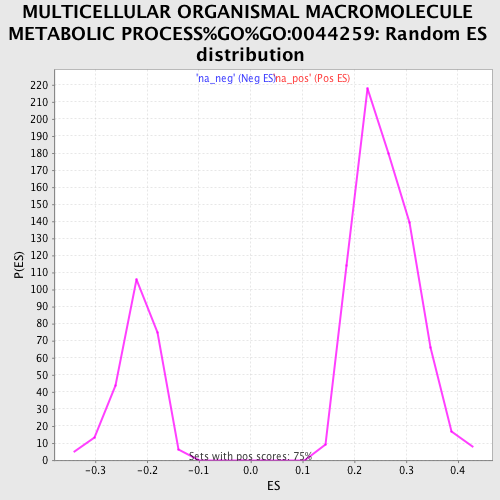 MULTICELLULAR ORGANISMAL MACROMOLECULE
METABOLIC PROCESS%GO%GO:0044259: Random ES
distribution
'na_neg' (Neg ES)na_pos' (Pos ES)
220
210
200
190
180
170
160
150
140
130
120
110
100
90
80
70
60
50
40
30
20
10
0
P(ES)
Sets with pos scores: 75%
-0.3 -0.2 -0.1 0.0 0.1 0.2 0.3 0.4
ES